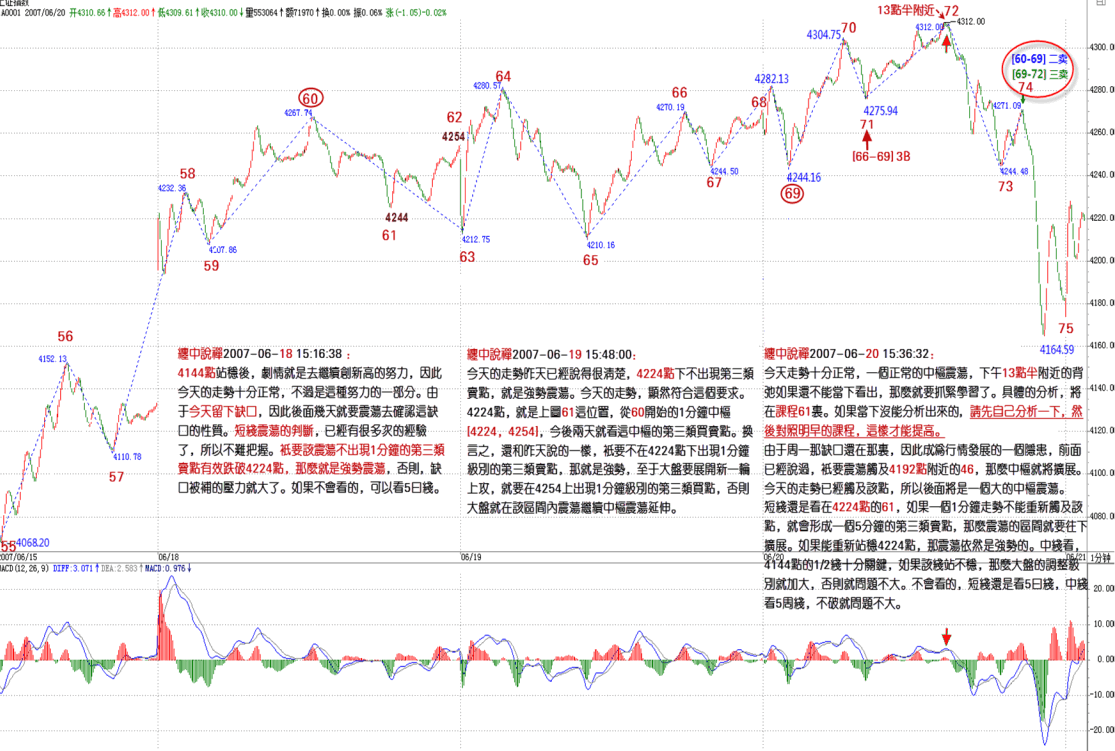 上证指数
A0001 2007/06/20 开4310.66↑高4312.00↑低4309.61↑收4310.00↓量553064↑额71970↑换0.00% 振0.06% 涨(-1.05)-0.02%
13點半附近 72
4312.00
4312.00
4304.75 70
[60-69] 二卖
[69-72] 三卖
74
4271.09
4300.0
4280.0
4260.0
4240.0
4220.0
4200.0
4180.0
4160.0
4140.0
4120.0
4100.0
4080.0
64
4280.57
60
4267.74
62
4254
66
4270.19
68
4282.13
4275.94
71
[66-69] 3B
58
4232.36
4207.86
59
4244
61
4212.75
63
4210.16
65
4244.50
67
4244.16
69
4244.48
73
75
4164.59
56
4152.13
4110.78
57
55
4068.20
纏中說禪2007-06-18 15:16:38 :
4144點站穩後，劇情就是去繼續創新高的努力，因此
今天的走勢十分正常，不過是這種努力的一部分。由
于今天留下缺口，因此後面幾天就要震蕩去確認這缺
口的性質。短綫震蕩的判斷，已經有很多次的經驗
了，所以不難把握。衹要該震蕩不出現1分鐘的第三類
賣點有效跌破4224點，那麼就是強勢震蕩，否則，缺
口被補的壓力就大了。如果不會看的，可以看5日綫。
纏中說禪2007-06-19 15:48:00:
今天的走勢昨天已經說得很清楚，4224點下不出現第三類
賣點，就是強勢震蕩。今天的走勢，顯然符合這個要求。
4224點，就是上圖61這位置，從60開始的1分鐘中樞
[4224，4254]，今後兩天就看這中樞的第三類買賣點。換
言之，還和昨天說的一樣，衹要不在4224點下出現1分鐘
級別的第三類賣點，那就是強勢，至于大盤要展開新一輪
上攻，就要在4254上出現1分鐘級別的第三類買點，否則
大盤就在該區間內震蕩繼續中樞震蕩延伸。
纏中說禪2007-06-20 15:36:32:
今天走勢十分正常，一個正常的中樞震蕩，下午13點半附近的背
弛如果還不能當下看出，那麼就要抓緊學習了。具體的分析，將
在課程61裏。如果當下沒能分析出來的，請先自己分析一下，然
後對照明早的課程，這樣才能提高。
由于周一那缺口還在那裏，因此成爲行情發展的一個隱患，前面
已經說過，衹要震蕩觸及4192點附近的46，那麼中樞就將擴展。
今天的走勢已經觸及該點，所以後面將是一個大的中樞震蕩。
短綫還是看在4224點的61，如果一個1分鐘走勢不能重新觸及該
點，就會形成一個5分鐘的第三類賣點，那麼震蕩的區間就要往下
擴展。如果能重新站穩4224點，那震蕩依然是強勢的。中綫看，
4144點的1/2綫十分關鍵，如果該綫站不穩，那麼大盤的調整級
別就加大，否則就問題不大。不會看的，短綫還是看5日綫，中綫
看5周綫，不破就問題不大。
2007/06/15
06/18
06/19
06/20
06/21
1分钟
MACD(12,26,9) DIFF:3.071↑DEA:2.583↑MACD:0.976↓
20.00
10.00
0.00
-10.00
-20.00